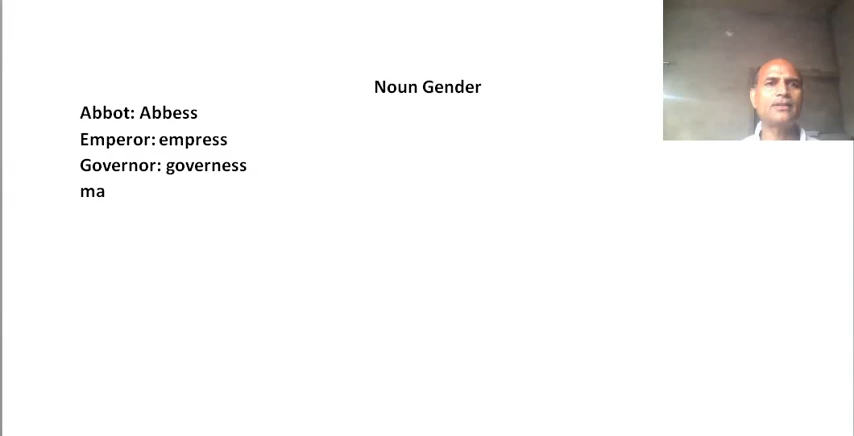 Noun Gender
Abbot: Abbess
Emperor: empress
Governor: governess
ma